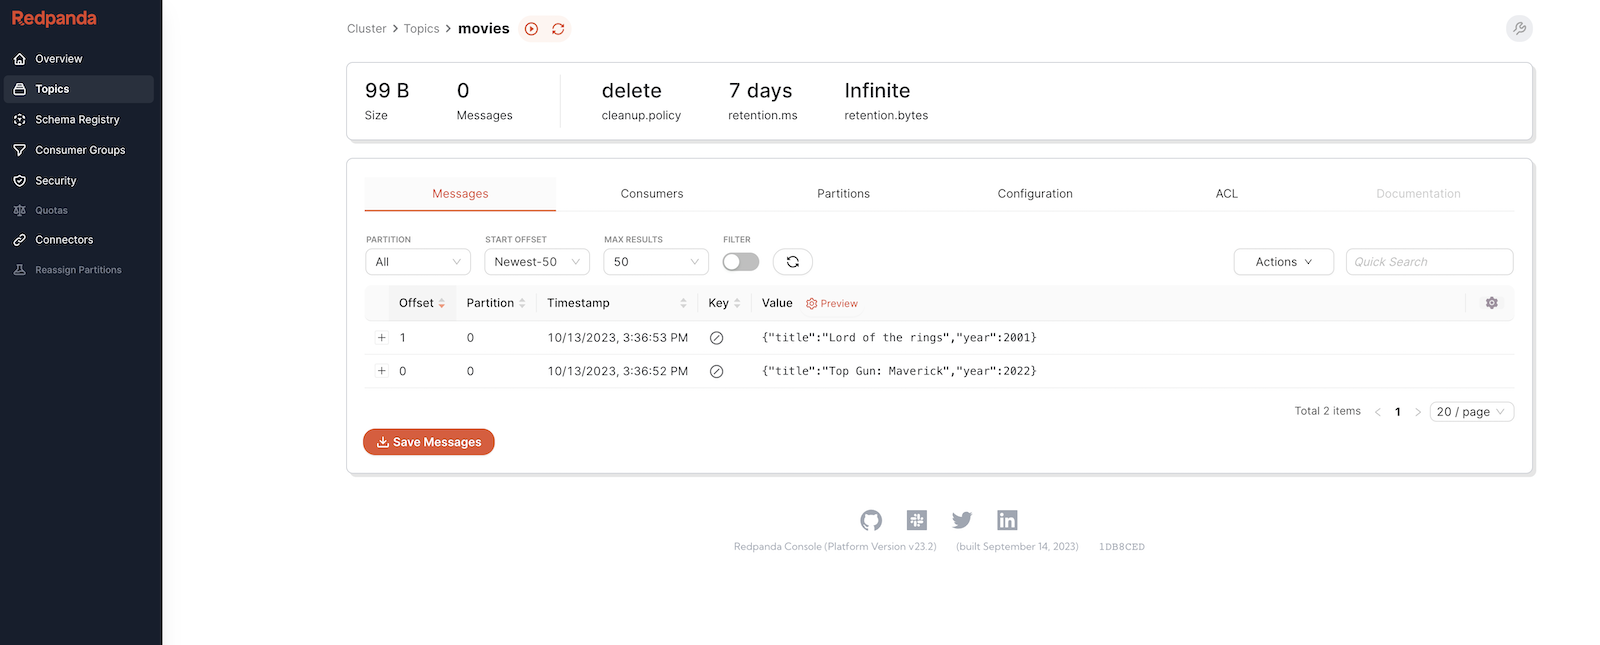 Redpanda
Overview
Topics
Schema Registry
Consumer Groups
Security
Quotas
Connectors
Reassign Partitions
Cluster > Topics > movies
99 B 0 delete 7 days Infinite
Size Messages cleanup.policy retention.ms retention.bytes
Messages Consumers Partitions Configuration ACL Documentation
PARTITION START OFFSET MAX RESULTS FILTER
All Newest-50 50 Actions Quick Search
Offset Partition Timestamp Key Value Preview
+ 1 0 10/13/2023, 3:36:53 PM {"title":"Lord of the rings","year":2001}
+ 0 0 10/13/2023, 3:36:52 PM {"title":"Top Gun: Maverick","year":2022}
Total 2 items < 1 > 20 / page
Save Messages
in
Redpanda Console (Platform Version v23.2) (built September 14, 2023) 1DB8CED